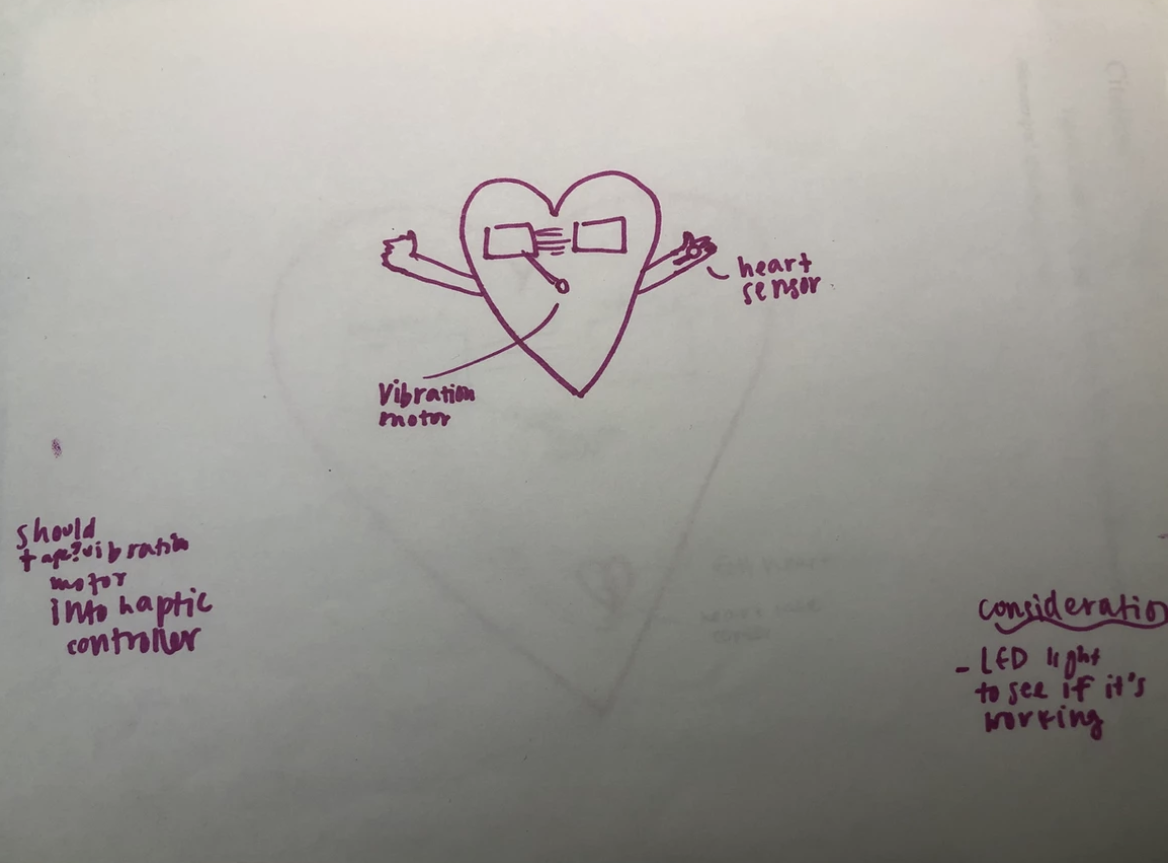 heart
sensor
Vibration
motor
should
tape? vibration
motor
into haptic
controller
consideration
- LED light
to see if it's
working